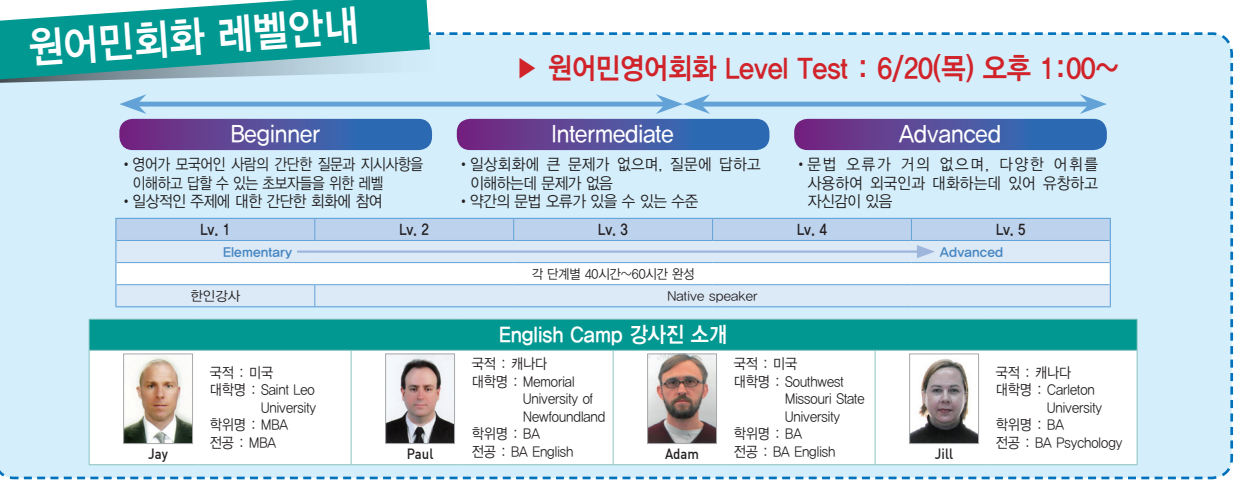 원어민회화 레벨안내
▶ 원어민영어회화 Level Test : 6/20(목) 오후 1:00~
Beginner
• 영어가 모국어인 사람의 간단한 질문과 지시사항을
이해하고 답할 수 있는 초보자들을 위한 레벨
• 일상적인 주제에 대한 간단한 회화에 참여
Intermediate
• 일상회화에 큰 문제가 없으며, 질문에 답하고
이해하는데 문제가 없음
• 약간의 문법 오류가 있을 수 있는 수준
Advanced
• 문법 오류가 거의 없으며, 다양한 어휘를
사용하여 외국인과 대화하는데 있어 유창하고
자신감이 있음
Lv. 1 Lv. 2 Lv. 3 Lv. 4 Lv. 5
Elementary Advanced
각 단계별 40시간~60시간 완성
한인강사 Native speaker
English Camp 강사진 소개
국적 : 미국
대학명 : Saint Leo
University
학위명 : MBA
전공 : MBA
Jay
국적 : 캐나다
대학명 : Memorial
University of
Newfoundland
학위명 : BA
전공 : BA English
Paul
국적 : 미국
대학명 : Southwest
Missouri State
University
학위명 : BA
전공 : BA English
Adam
국적 : 캐나다
대학명 : Carleton
University
학위명 : BA
전공 : BA Psychology
Jill